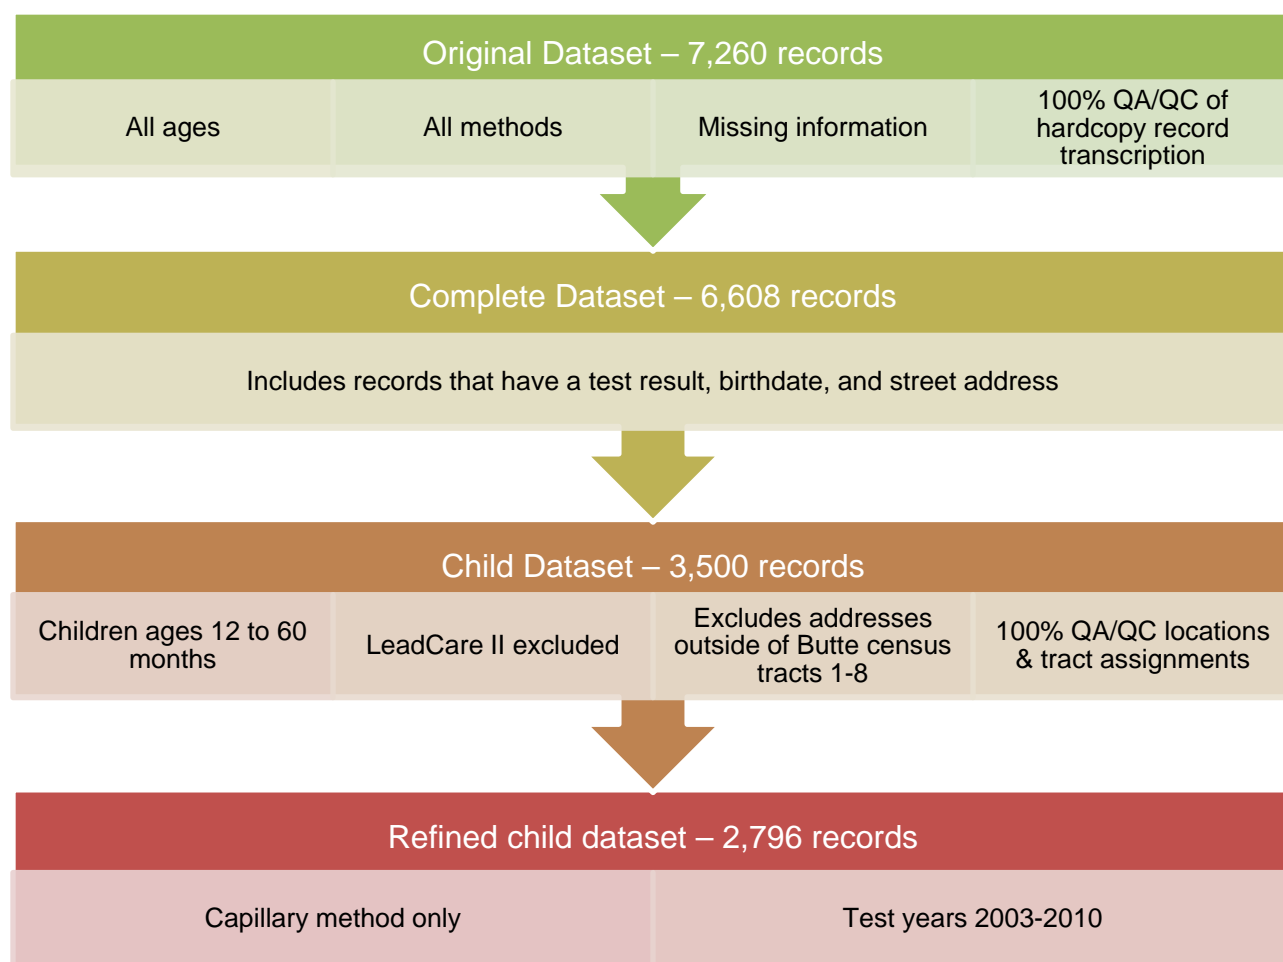 Original Dataset – 7,260 records
All ages
All methods
Missing information
100% QA/QC of
hardcopy record
transcription
Complete Dataset – 6,608 records
Includes records that have a test result, birthdate, and street address
Child Dataset – 3,500 records
Children ages 12 to 60
months
LeadCare II excluded
Excludes addresses
outside of Butte census
tracts 1-8
100% QA/QC locations
& tract assignments
Refined child dataset – 2,796 records
Capillary method only
Test years 2003-2010